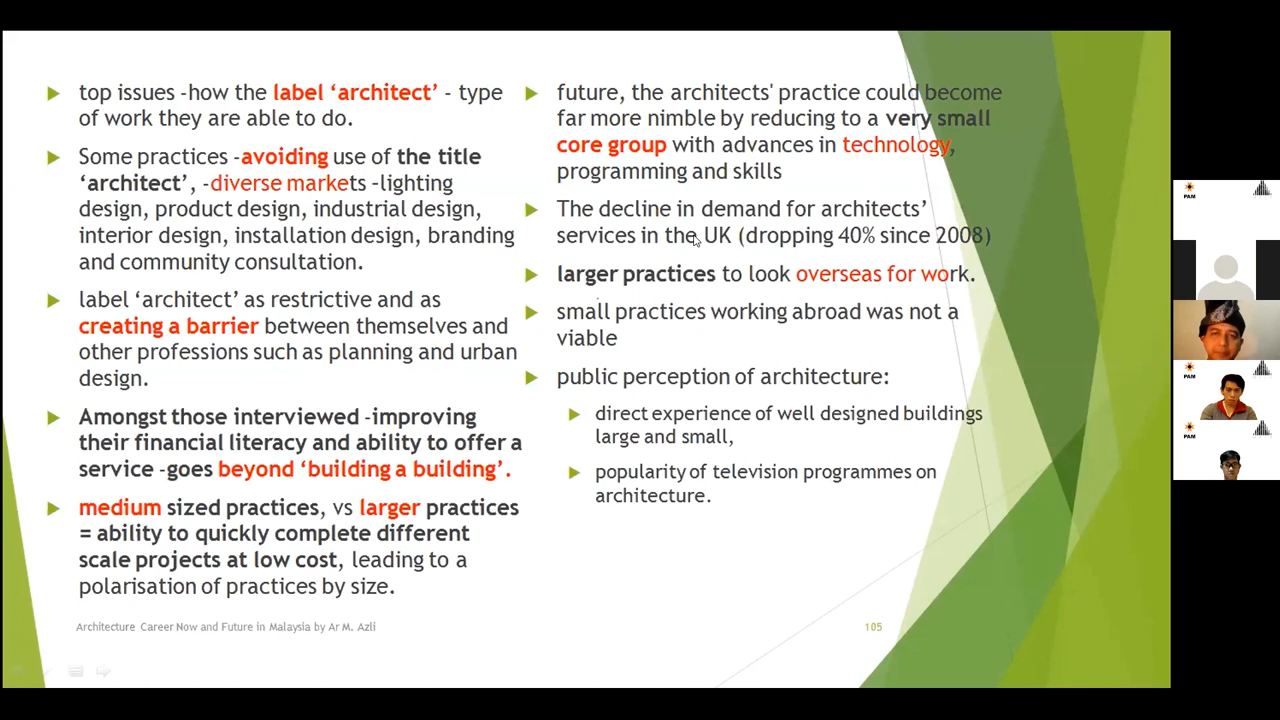 top issues -how the label ‘architect’ - type
of work they are able to do.
Some practices -avoiding use of the title
‘architect’, -diverse markets –lighting
design, product design, industrial design,
interior design, installation design, branding
and community consultation.
label ‘architect’ as restrictive and as
creating a barrier between themselves and
other professions such as planning and urban
design.
Amongst those interviewed -improving
their financial literacy and ability to offer a
service -goes beyond ‘building a building’.
medium sized practices, vs larger practices
= ability to quickly complete different
scale projects at low cost, leading to a
polarisation of practices by size.
future, the architects' practice could become
far more nimble by reducing to a very small
core group with advances in technology,
programming and skills
The decline in demand for architects’
services in the UK (dropping 40% since 2008)
larger practices to look overseas for work.
small practices working abroad was not a
viable
public perception of architecture:
direct experience of well designed buildings
large and small,
popularity of television programmes on
architecture.
Architecture Career Now and Future in Malaysia by Ar M. Azli
105
PAM
PAM
PAM